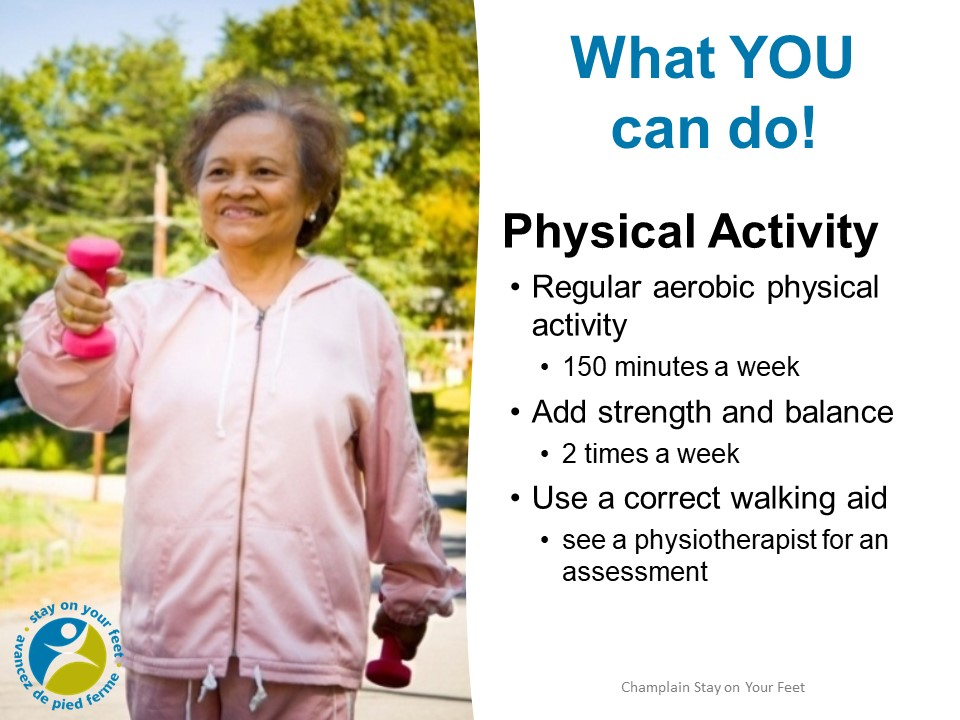 What YOU
can do!
Physical Activity
• Regular aerobic physical
activity
• 150 minutes a week
• Add strength and balance
• 2 times a week
• Use a correct walking aid
• see a physiotherapist for an
assessment
stay on your feet
avancez de pied ferme
Champlain Stay on Your Feet